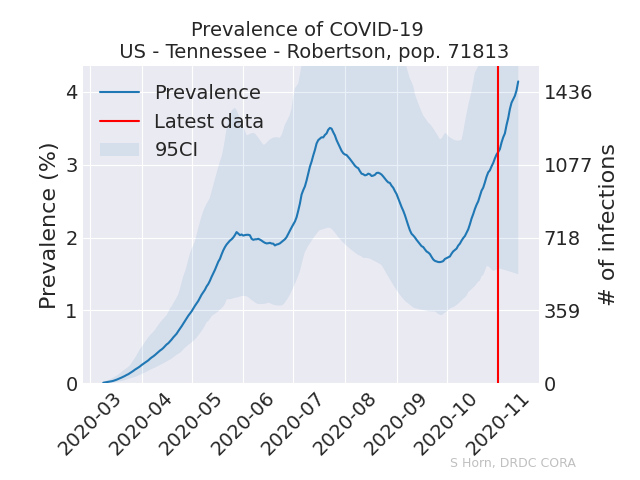 Prevalence of COVID-19
US - Tennessee - Robertson, pop. 71813
Prevalence
Latest data
95CI
Prevalence (%)
4
3
2
1
0
1436
1077
718
359
0
# of infections
2020-03
2020-04
2020-05
2020-06
2020-07
2020-08
2020-09
2020-10
2020-11
S Horn, DRDC CORA